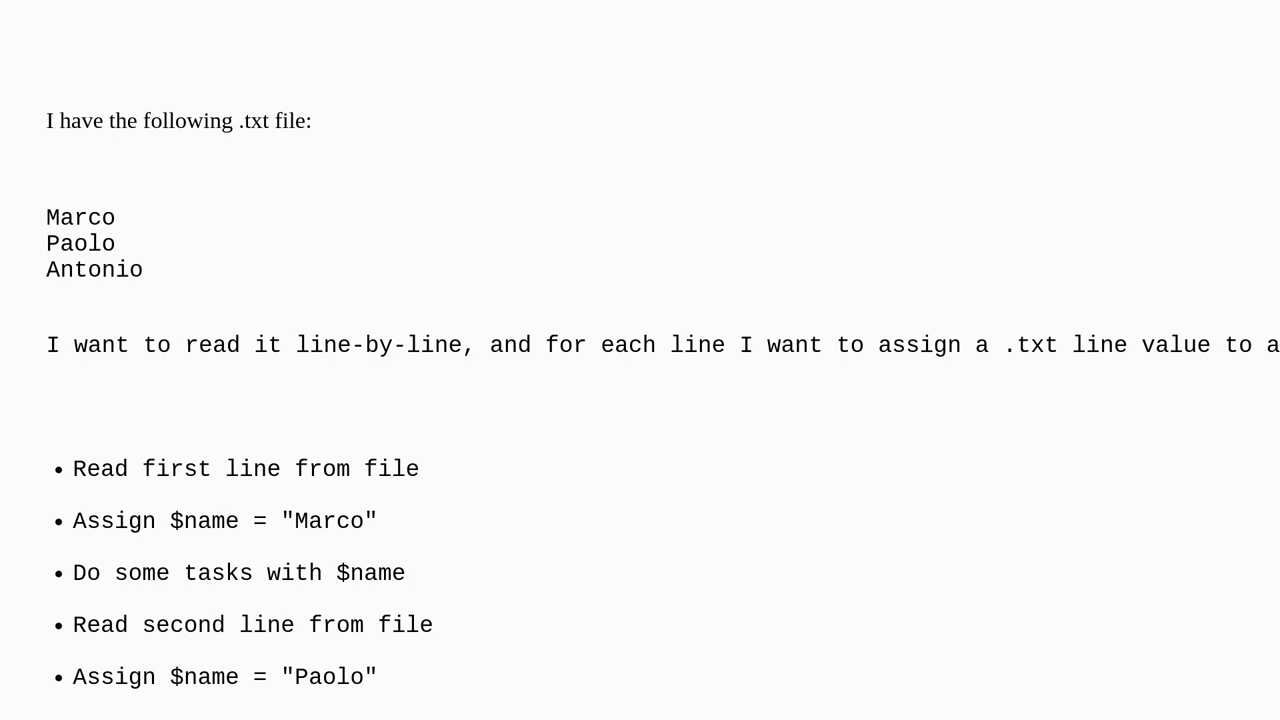 I have the following .txt file:
Marco
Paolo
Antonio
I want to read it line-by-line, and for each line I want to assign a .txt line value to a
• Read first line from file
• Assign $name = "Marco"
• Do some tasks with $name
• Read second line from file
• Assign $name = "Paolo"